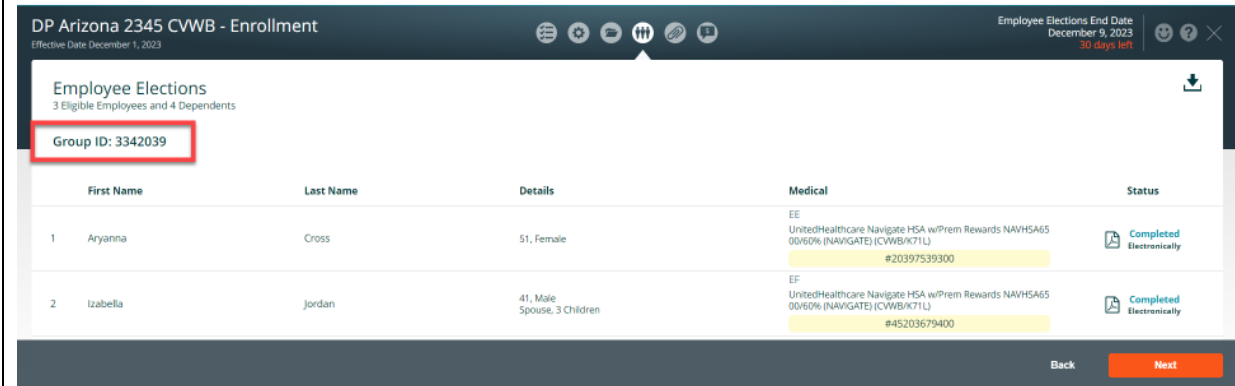 DP Arizona 2345 CVWB - Enrollment
Effective Date December 1, 2023
Employee Elections End Date
December 9, 2023
30 days left
Employee Elections
3 Eligible Employees and 4 Dependents
Group ID: 3342039
First Name Last Name Details Medical Status
1 Aryanna Cross 51, Female
EE
UnitedHealthcare Navigate HSA w/Prem Rewards NAVHSA65
00/60% (NAVIGATE) (CVWB/K71L)
#20397539300
Completed
Electronically
2 Izabella Jordan
41, Male
Spouse, 3 Children
EF
UnitedHealthcare Navigate HSA w/Prem Rewards NAVHSA65
00/60% (NAVIGATE) (CVWB/K71L)
#45203679400
Completed
Electronically
Back Next